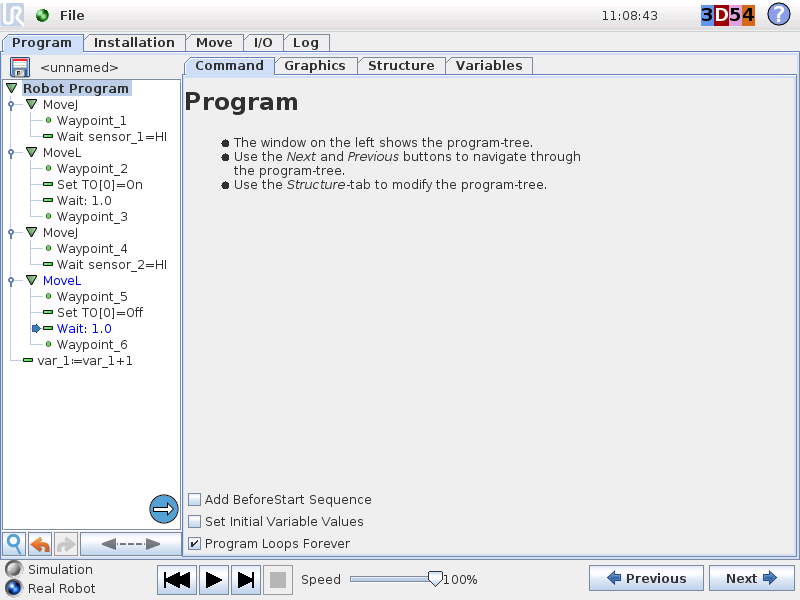 UR
File
11:08:43
3D54
?
Program
Installation
Move
I/O
Log
<unnamed>
Command
Graphics
Structure
Variables
Robot Program
MoveJ
Waypoint_1
Wait sensor_1=HI
MoveL
Waypoint_2
Set TO[0]=On
Wait: 1.0
Waypoint_3
MoveJ
Waypoint_4
Wait sensor_2=HI
MoveL
Waypoint_5
Set TO[0]=Off
Wait: 1.0
Waypoint_6
var_1:=var_1+1
Program
The window on the left shows the program-tree.
Use the Next and Previous buttons to navigate through
the program-tree.
Use the Structure-tab to modify the program-tree.
Add BeforeStart Sequence
Set Initial Variable Values
Program Loops Forever
Simulation
Real Robot
Speed
100%
Previous
Next